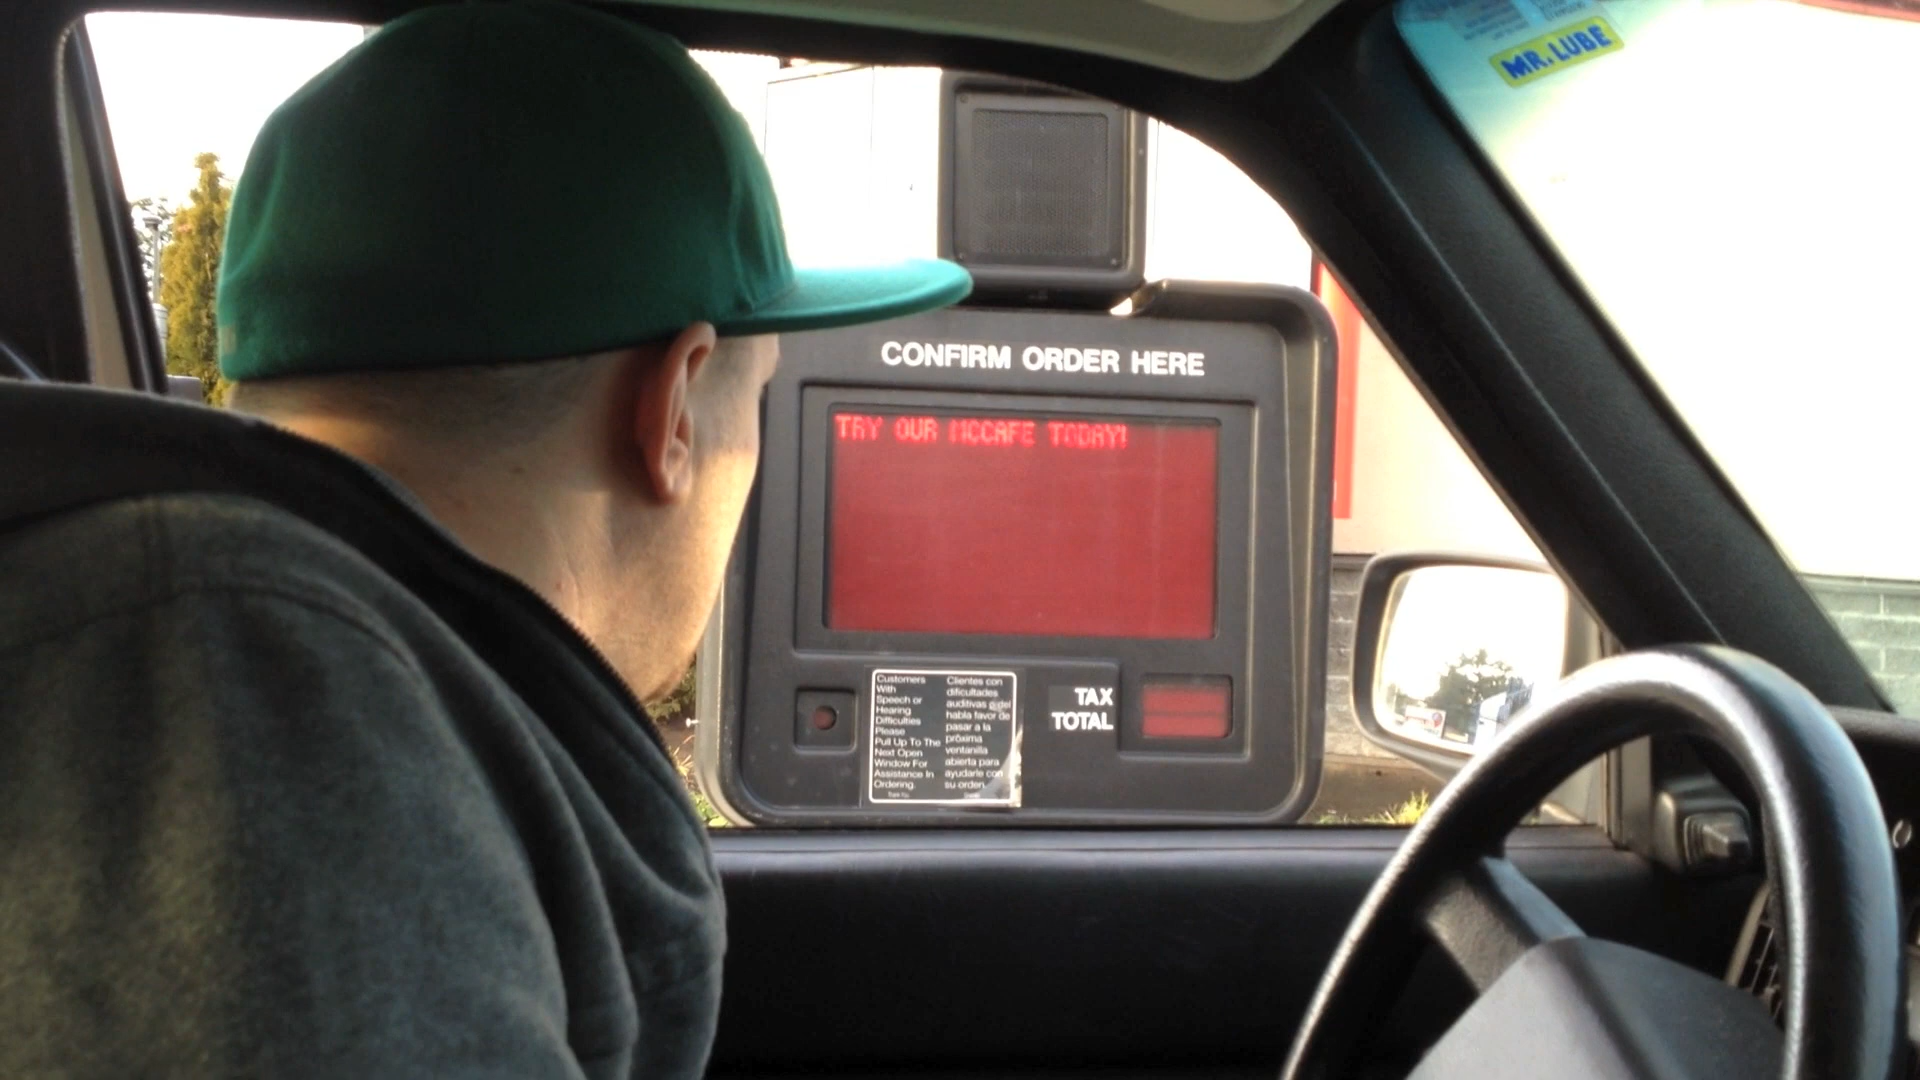 MR. LUBE
CONFIRM ORDER HERE
TRY OUR MCCAFE TODAY!
Customers
With
Speech or
Hearing
Difficulties
Please
Pull Up To The
Next Open
Window For
Assistance In
Ordering.
Clientes con
dificultades
auditivas o del
habla favor de
pasar a la
próxima
ventanilla
abierta para
ayudarle con
su orden.
TAX
TOTAL